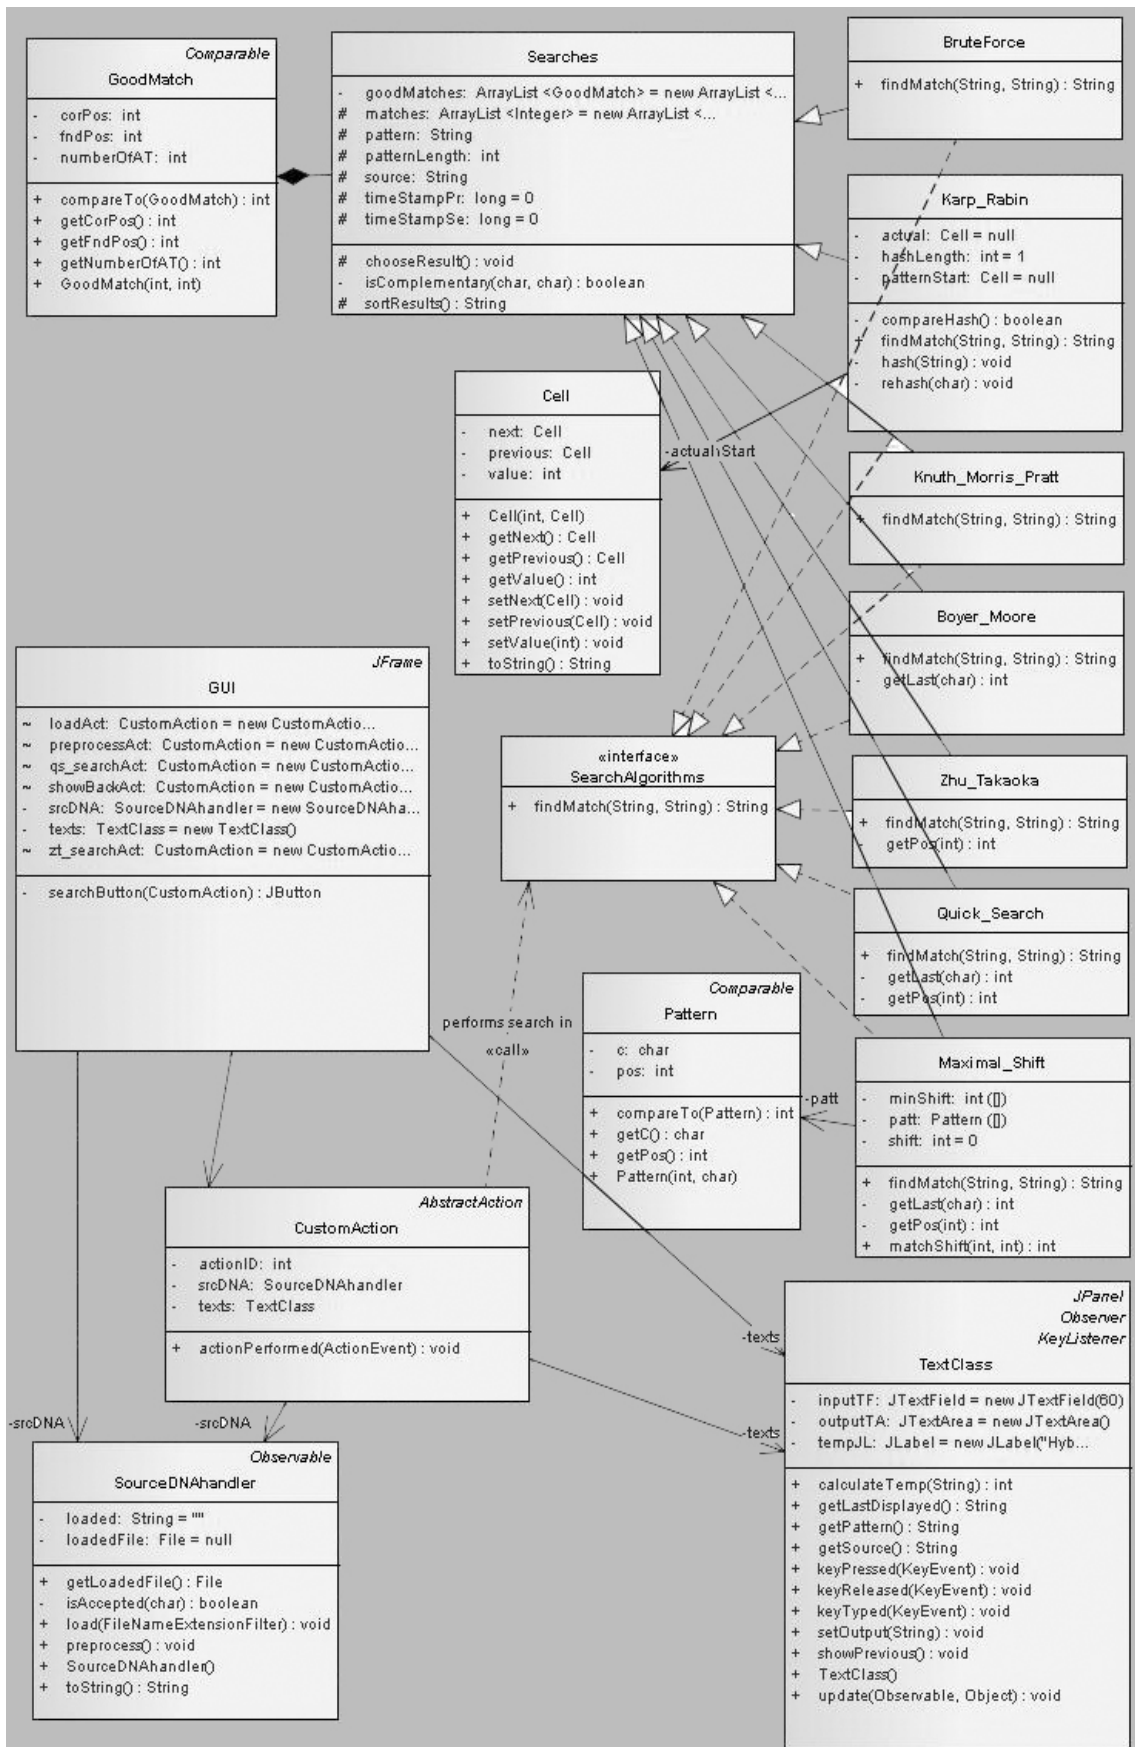 Comparable
GoodMatch
- corPos: int
- fndPos: int
- numberOfAT: int
+ compareTo(GoodMatch) : int
+ getCorPos() : int
+ getFndPos() : int
+ getNumberOfAT() : int
+ GoodMatch(int, int)
Searches
- goodMatches: ArrayList <GoodMatch> = new ArrayList <...
# matches: ArrayList <Integer> = new ArrayList <...
# pattern: String
# patternLength: int
# source: String
# timeStampPr: long = 0
# timeStampSe: long = 0
# chooseResult() : void
- isComplementary(char, char) : boolean
# sortResults() : String
BruteForce
+ findMatch(String, String) : String
Karp_Rabin
- actual: Cell = null
- hashLength: int = 1
- patternStart: Cell = null
- compareHash() : boolean
+ findMatch(String, String) : String
- hash(String) : void
- rehash(char) : void
Cell
- next: Cell
- previous: Cell
- value: int
+ Cell(int, Cell)
+ getNext() : Cell
+ getPrevious() : Cell
+ getValue() : int
+ setNext(Cell) : void
+ setPrevious(Cell) : void
+ setValue(int) : void
+ toString() : String
Knuth_Morris_Pratt
+ findMatch(String, String) : String
Boyer_Moore
+ findMatch(String, String) : String
- getLast(char) : int
JFrame
GUI
~ loadAct: CustomAction = new CustomActio...
~ preprocessAct: CustomAction = new CustomActio...
~ qs_searchAct: CustomAction = new CustomActio...
~ showBackAct: CustomAction = new CustomActio...
- srcDNA: SourceDNAhandler = new SourceDNAha...
- texts: TextClass = new TextClass()
~ zt_searchAct: CustomAction = new CustomActio...
- searchButton(CustomAction) : JButton
«interface»
SearchAlgorithms
+ findMatch(String, String) : String
Zhu_Takaoka
+ findMatch(String, String) : String
- getPos(int) : int
Quick_Search
+ findMatch(String, String) : String
- getLast(char) : int
- getPos(int) : int
performs search in
«call»
Comparable
Pattern
- c: char
- pos: int
+ compareTo(Pattern) : int
+ getC() : char
+ getPos() : int
+ Pattern(int, char)
-patt
Maximal_Shift
- minShift: int ([])
- patt: Pattern ([])
- shift: int = 0
+ findMatch(String, String) : String
- getLast(char) : int
- getPos(int) : int
+ matchShift(int, int) : int
AbstractAction
CustomAction
- actionID: int
- srcDNA: SourceDNAhandler
- texts: TextClass
+ actionPerformed(ActionEvent) : void
-srcDNA
-srcDNA
-texts
-texts
Observable
SourceDNAhandler
- loaded: String = ""
- loadedFile: File = null
+ getLoadedFile() : File
- isAccepted(char) : boolean
+ load(FileNameExtensionFilter) : void
+ preprocess() : void
+ SourceDNAhandler()
+ toString() : String
JPanel
Observer
KeyListener
TextClass
- inputTF: JTextField = new JTextField(60)
- outputTA: JTextArea = new JTextArea()
- tempJL: JLabel = new JLabel("Hyb...
+ calculateTemp(String) : int
+ getLastDisplayed() : String
+ getPattern() : String
+ getSource() : String
+ keyPressed(KeyEvent) : void
+ keyReleased(KeyEvent) : void
+ keyTyped(KeyEvent) : void
+ setOutput(String) : void
+ showPrevious() : void
+ TextClass()
+ update(Observable, Object) : void